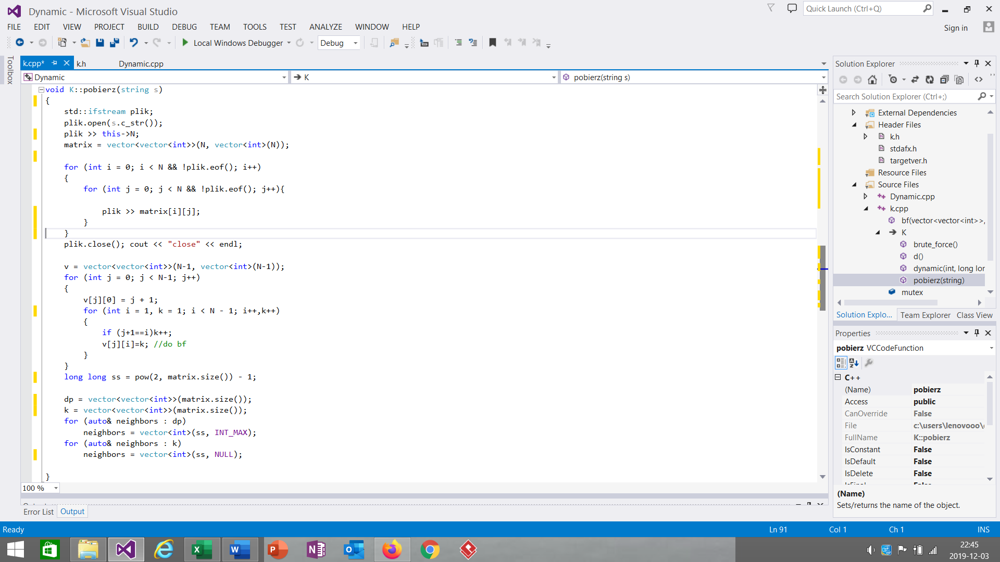 Dynamic - Microsoft Visual Studio
Quick Launch (Ctrl+Q)
FILE EDIT VIEW PROJECT BUILD DEBUG TEAM TOOLS TEST ANALYZE WINDOW HELP
Sign in
Local Windows Debugger Debug
Toolbox
k.cpp* k.h Dynamic.cpp
Dynamic K pobierz(string s)
void K::pobierz(string s)
{
std::ifstream plik;
plik.open(s.c_str());
plik >> this->N;
matrix = vector<vector<int>>(N, vector<int>(N));
for (int i = 0; i < N && !plik.eof(); i++)
{
for (int j = 0; j < N && !plik.eof(); j++){
plik >> matrix[i][j];
}
}
plik.close(); cout << "close" << endl;
v = vector<vector<int>>(N-1, vector<int>(N-1));
for (int j = 0; j < N-1; j++)
{
v[j][0] = j + 1;
for (int i = 1, k = 1; i < N - 1; i++,k++)
{
if (j+1==i)k++;
v[j][i]=k; //do bf
}
}
long long ss = pow(2, matrix.size()) - 1;
dp = vector<vector<int>>(matrix.size());
k = vector<vector<int>>(matrix.size());
for (auto& neighbors : dp)
neighbors = vector<int>(ss, INT_MAX);
for (auto& neighbors : k)
neighbors = vector<int>(ss, NULL);
}
100 %
Error List Output
Solution Explorer
Search Solution Explorer (Ctrl+;)
External Dependencies
Header Files
k.h
stdafx.h
targetver.h
Resource Files
Source Files
Dynamic.cpp
k.cpp
bf(vector<vector<int>>,
K
brute_force()
d()
dynamic(int, long lor
pobierz(string)
mutex
Solution Explo... Team Explorer Class View
Properties
pobierz VCCodeFunction
C++
(Name) pobierz
Access public
CanOverride False
File c:\users\lenovooo\
FullName K::pobierz
IsConstant False
IsDefault False
IsDelete False
(Name)
Sets/returns the name of the object.
Ready Ln 91 Col 1 Ch 1 INS
22:45
2019-12-03